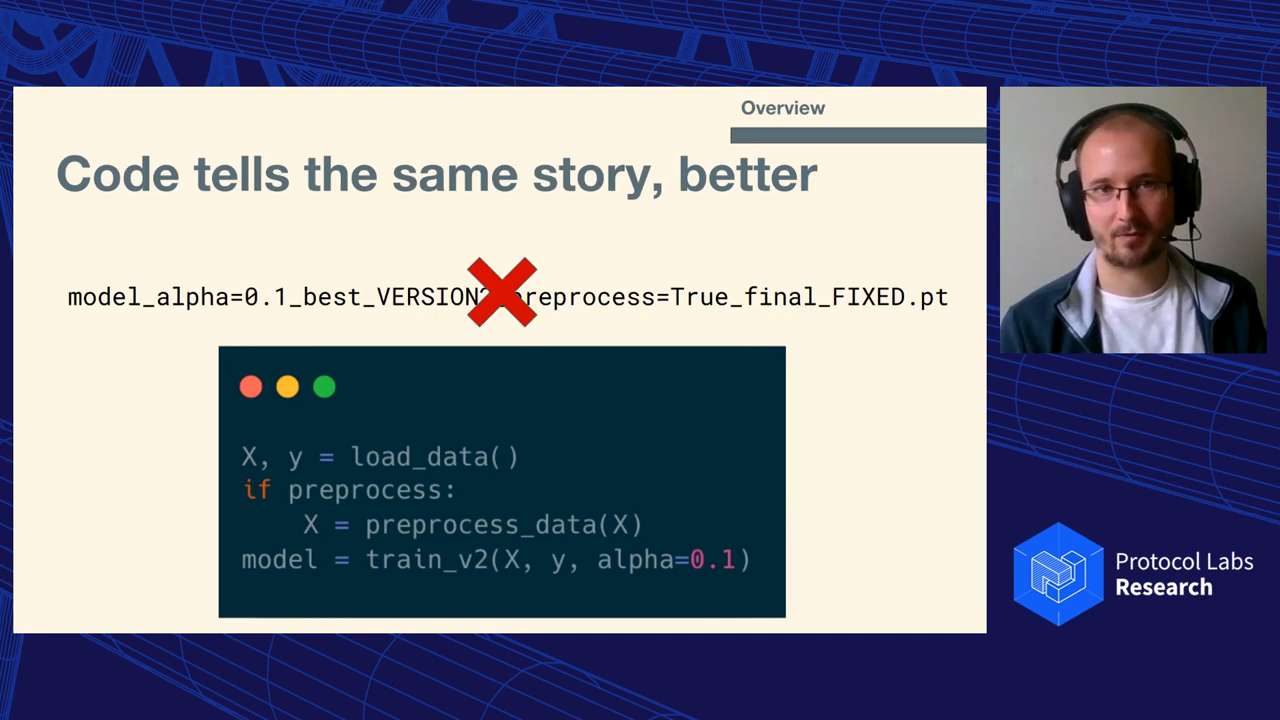 Overview
Code tells the same story, better
model_alpha=0.1_best_VERSION preprocess=True_final_FIXED.pt
X, y = load_data()
if preprocess:
    X = preprocess_data(X)
model = train_v2(X, y, alpha=0.1)
Protocol Labs
Research